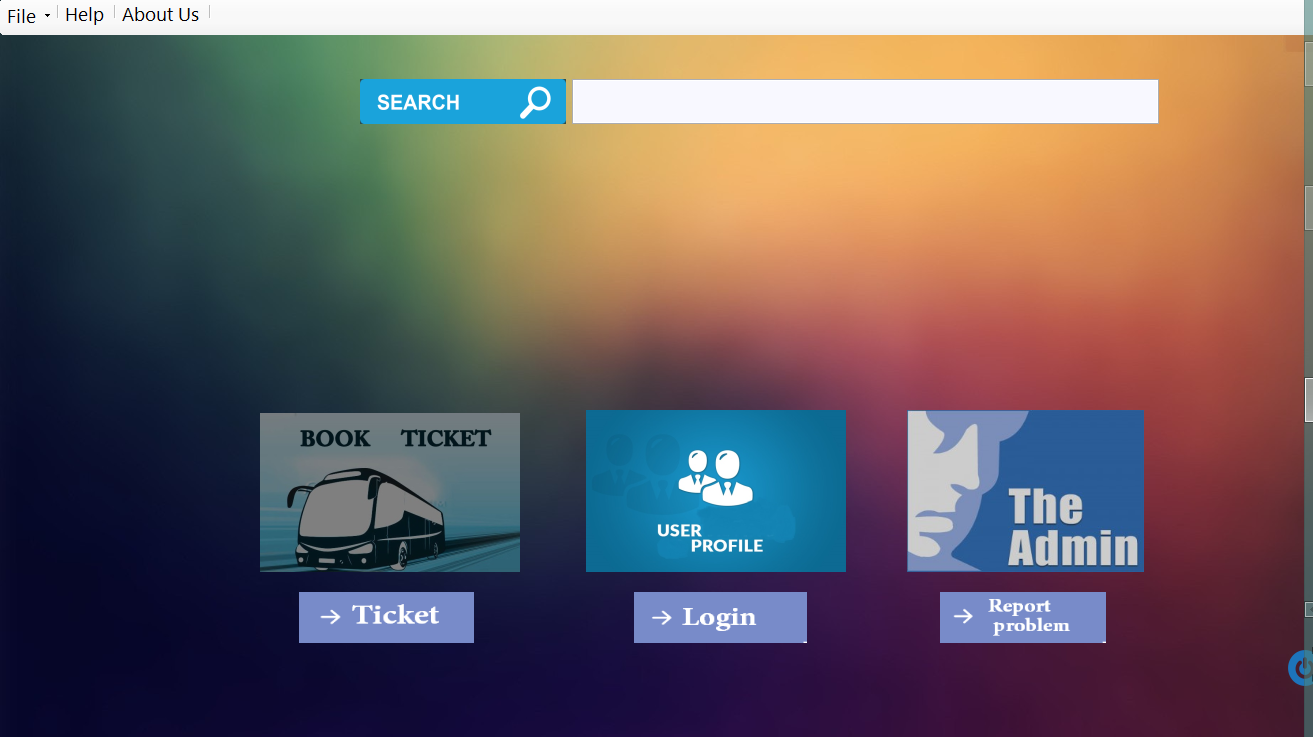 File Help About Us
SEARCH
BOOK TICKET
USER
PROFILE
The
Admin
Ticket
Login
Report
problem